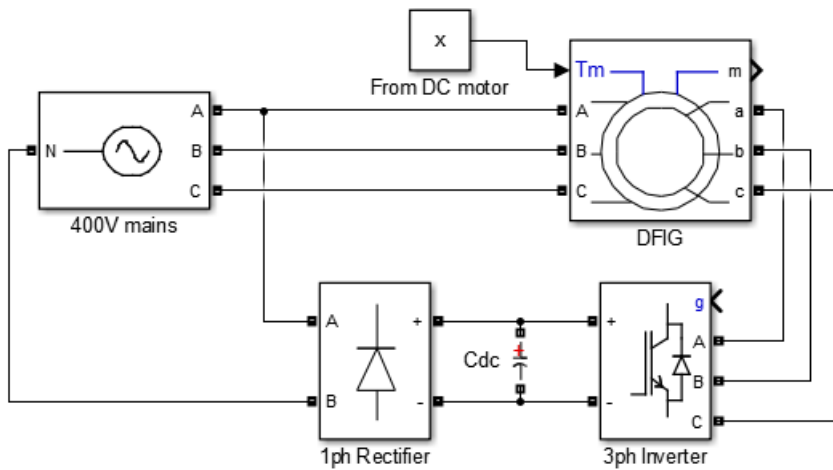 x
From DC motor
Tm
m
A
B
C
a
b
c
DFIG
N
A
B
C
400V mains
A
B
+
-
1ph Rectifier
+
Cdc
+
-
g
A
B
C
3ph Inverter